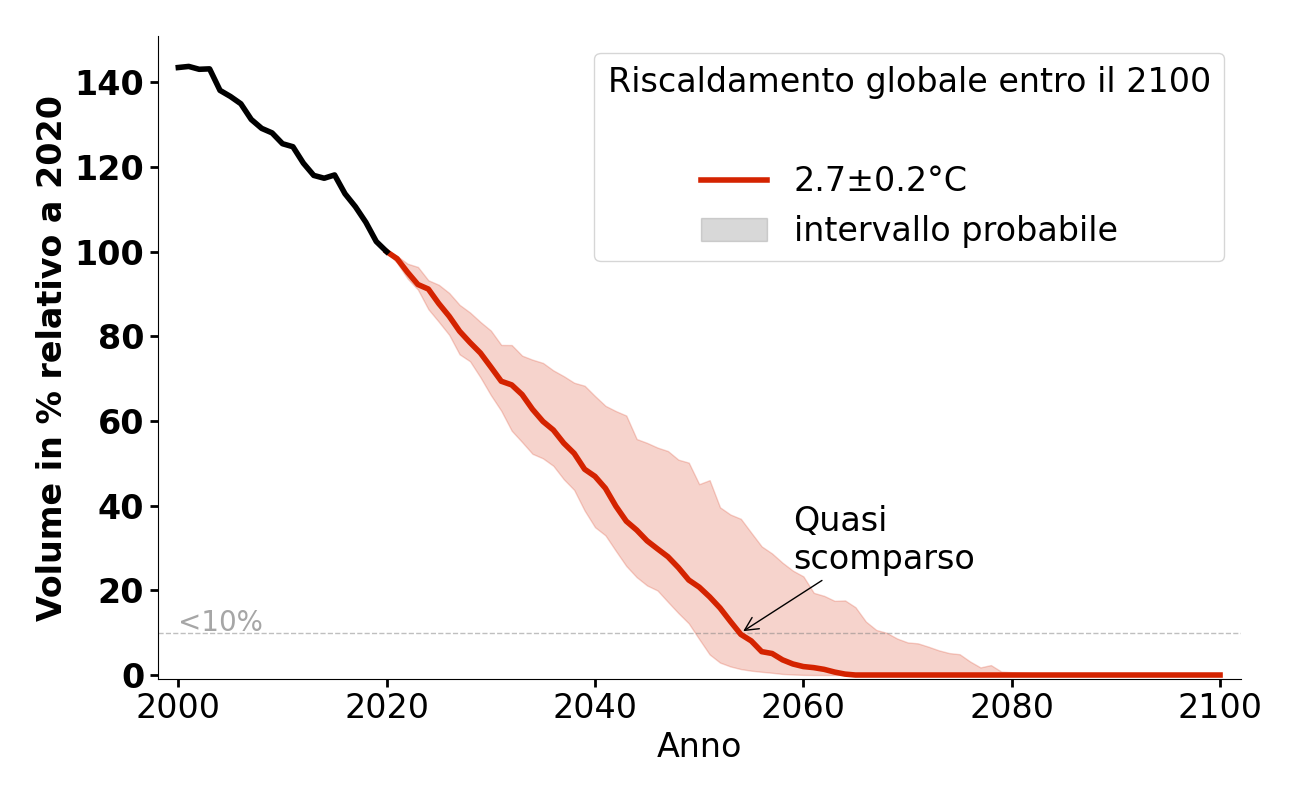 Volume in % relativo a 2020
140
120
100
80
60
40
20
0
Riscaldamento globale entro il 2100
2.7±0.2°C
intervallo probabile
Quasi
scomparso
<10%
2000
2020
2040
2060
2080
2100
Anno